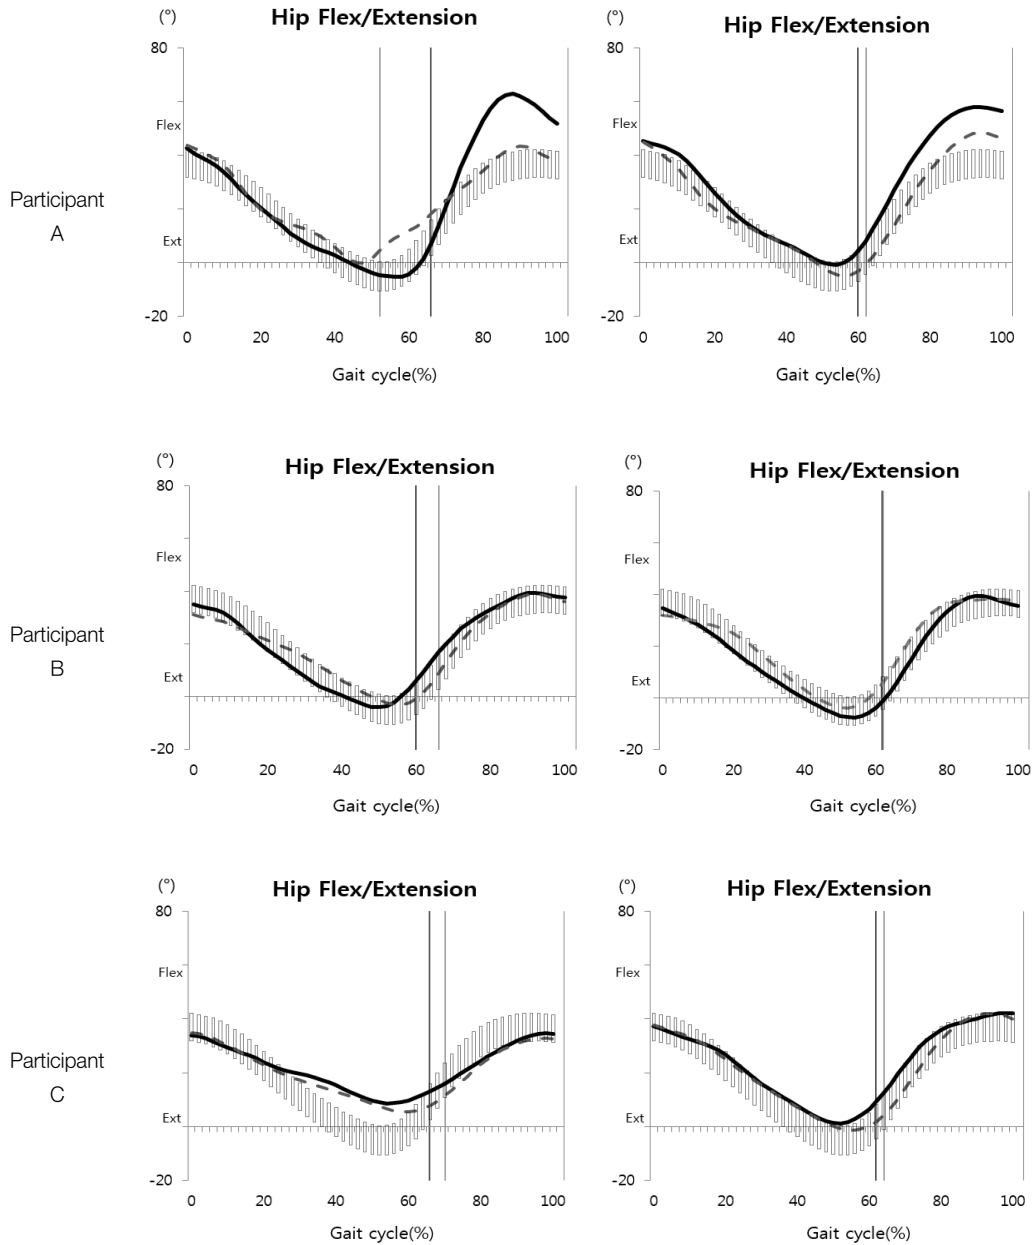 (°)
Hip Flex/Extension
80
Flex
Ext
-20
0 20 40 60 80 100
Gait cycle(%)
(°)
Hip Flex/Extension
80
Flex
Ext
-20
0 20 40 60 80 100
Gait cycle(%)
Participant
A
(°)
Hip Flex/Extension
80
Flex
Ext
-20
0 20 40 60 80 100
Gait cycle(%)
(°)
Hip Flex/Extension
80
Flex
Ext
-20
0 20 40 60 80 100
Gait cycle(%)
Participant
B
(°)
Hip Flex/Extension
80
Flex
Ext
-20
0 20 40 60 80 100
Gait cycle(%)
(°)
Hip Flex/Extension
80
Flex
Ext
-20
0 20 40 60 80 100
Gait cycle(%)
Participant
C